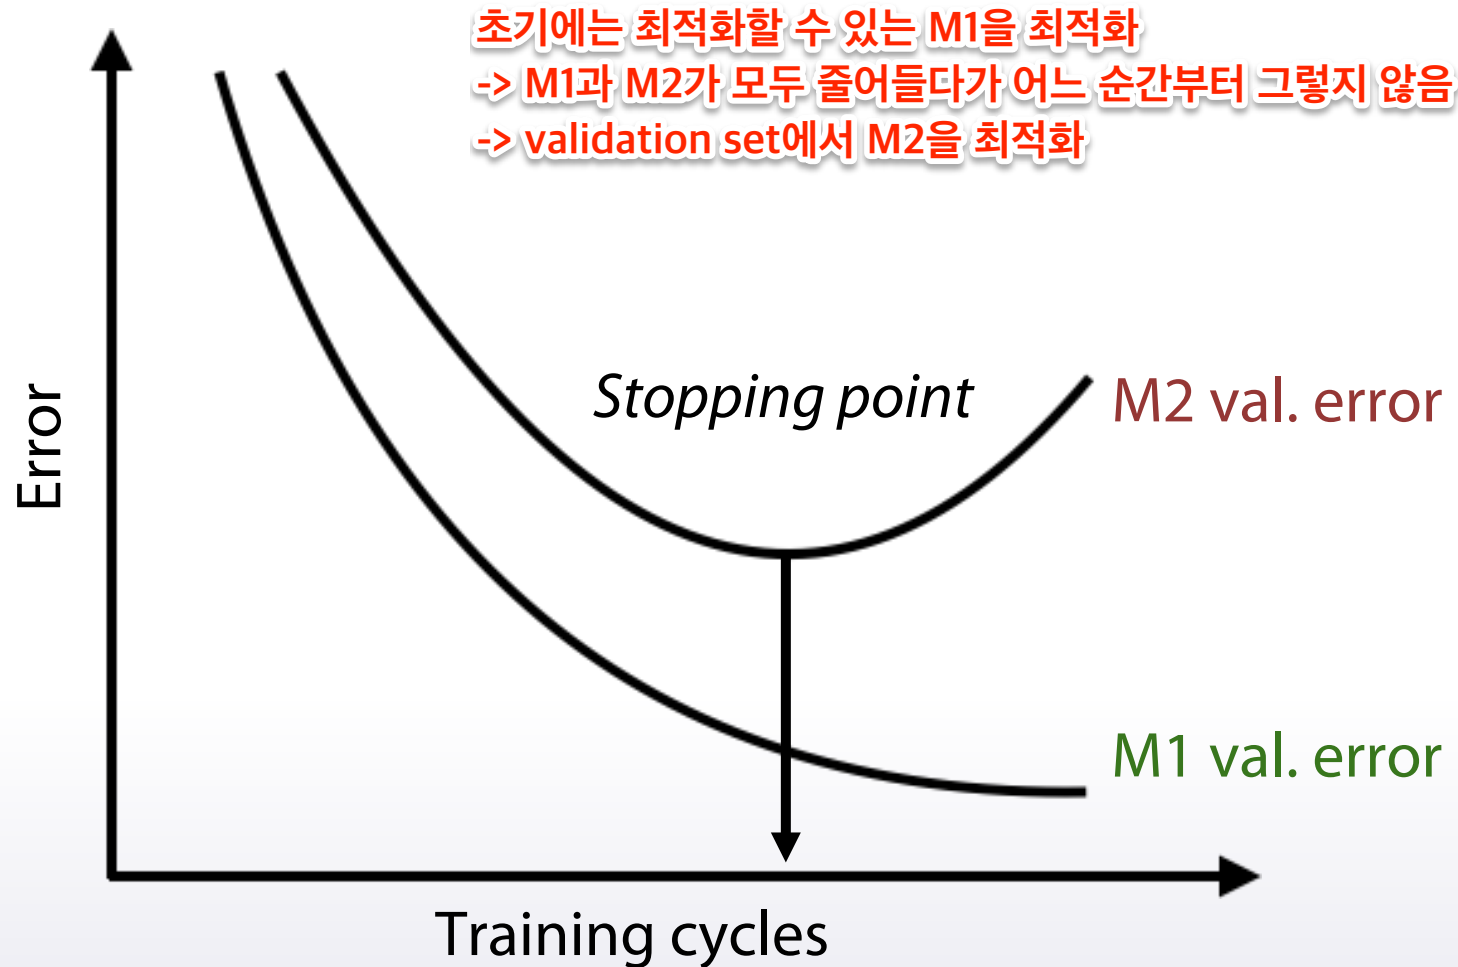 초기에는 최적화할 수 있는 M1을 최적화
-> M1과 M2가 모두 줄어들다가 어느 순간부터 그렇지 않음
-> validation set에서 M2을 최적화
Error
Stopping point
M2 val. error
M1 val. error
Training cycles